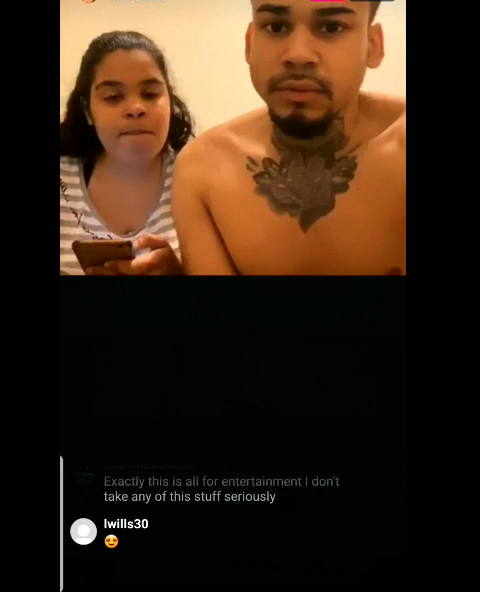 Exactly this is all for entertainment I don't
take any of this stuff seriously
lwills30
😍